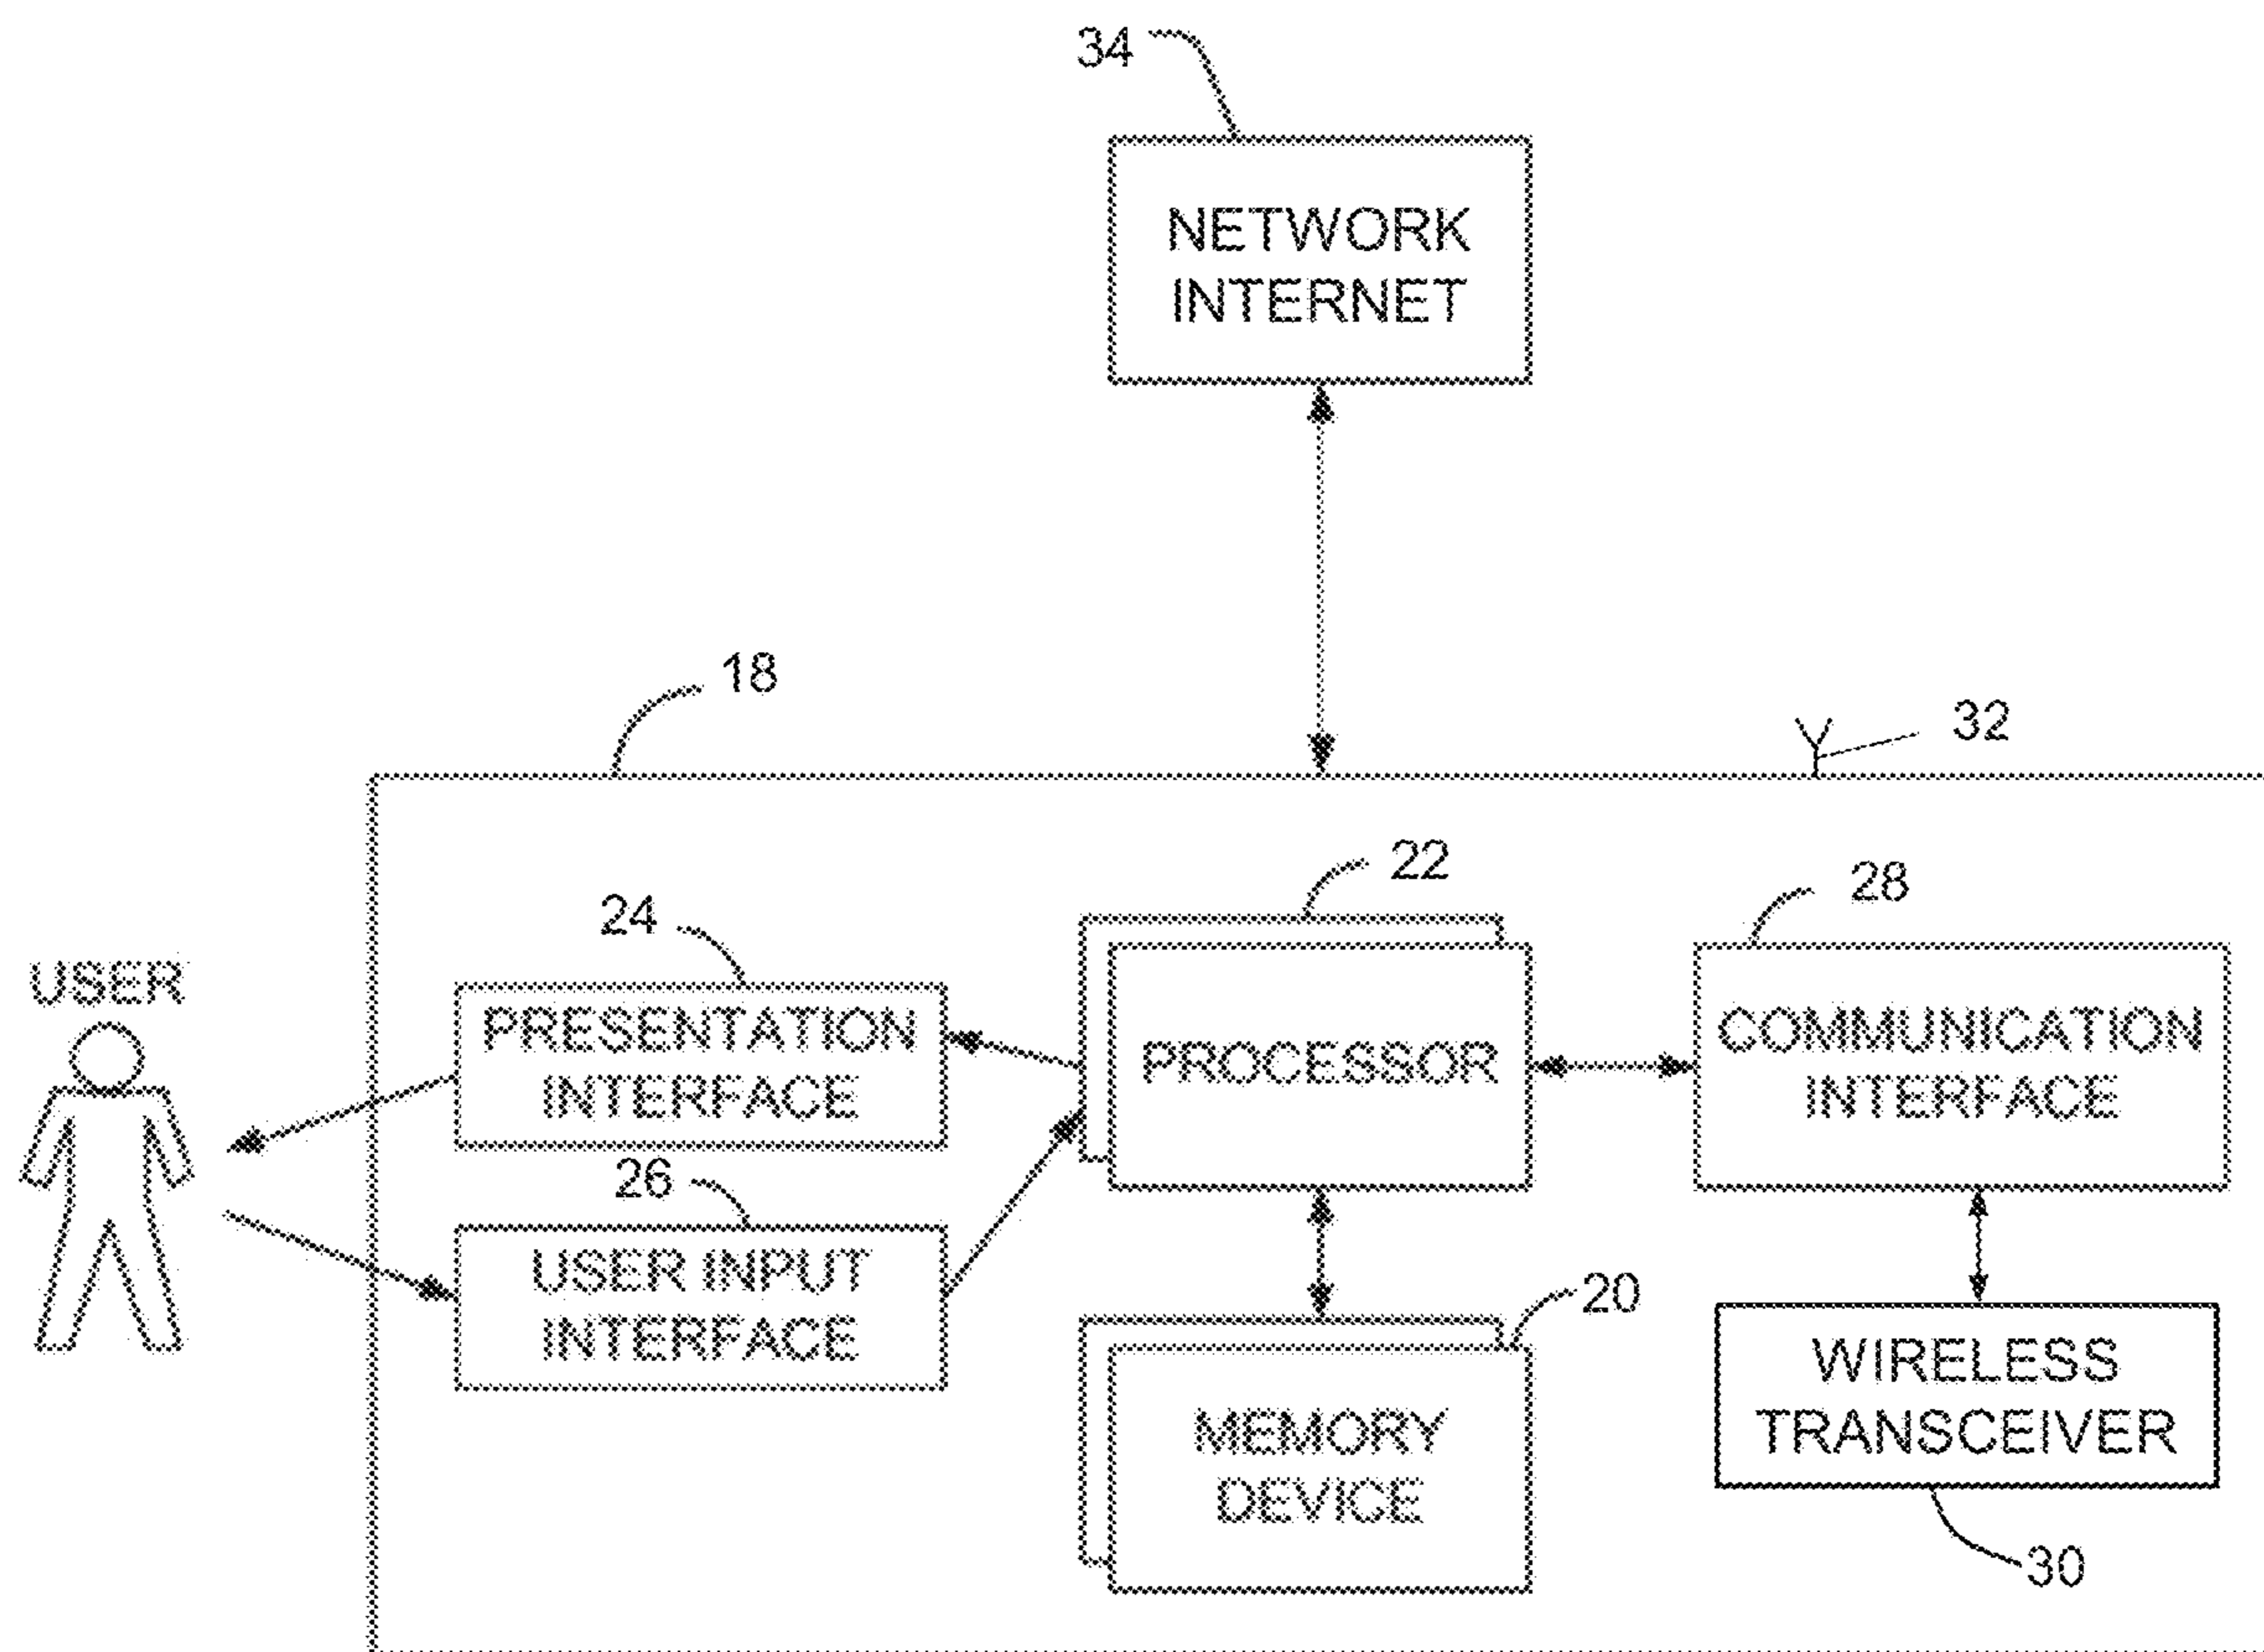 34
NETWORK
INTERNET
18
32
22
28
24
USER
PRESENTATION
INTERFACE
PROCESSOR
COMMUNICATION
INTERFACE
26
USER INPUT
INTERFACE
20
WIRELESS
TRANSCEIVER
MEMORY
DEVICE
30